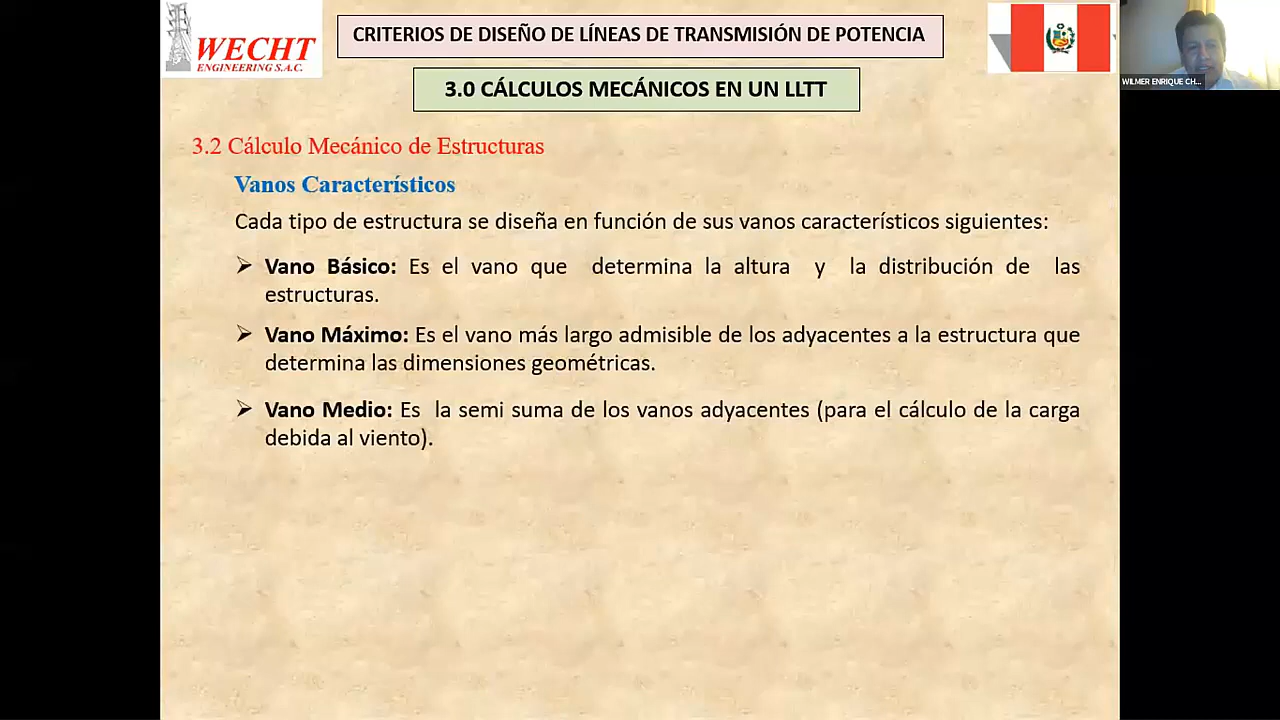 WECHT
ENGINEERING S.A.C.
CRITERIOS DE DISEÑO DE LÍNEAS DE TRANSMISIÓN DE POTENCIA
WILMER ENRIQUE CH...
3.0 CÁLCULOS MECÁNICOS EN UN LLTT
3.2 Cálculo Mecánico de Estructuras
Vanos Característicos
Cada tipo de estructura se diseña en función de sus vanos característicos siguientes:
Vano Básico: Es el vano que determina la altura y la distribución de las
estructuras.
Vano Máximo: Es el vano más largo admisible de los adyacentes a la estructura que
determina las dimensiones geométricas.
Vano Medio: Es la semi suma de los vanos adyacentes (para el cálculo de la carga
debida al viento).